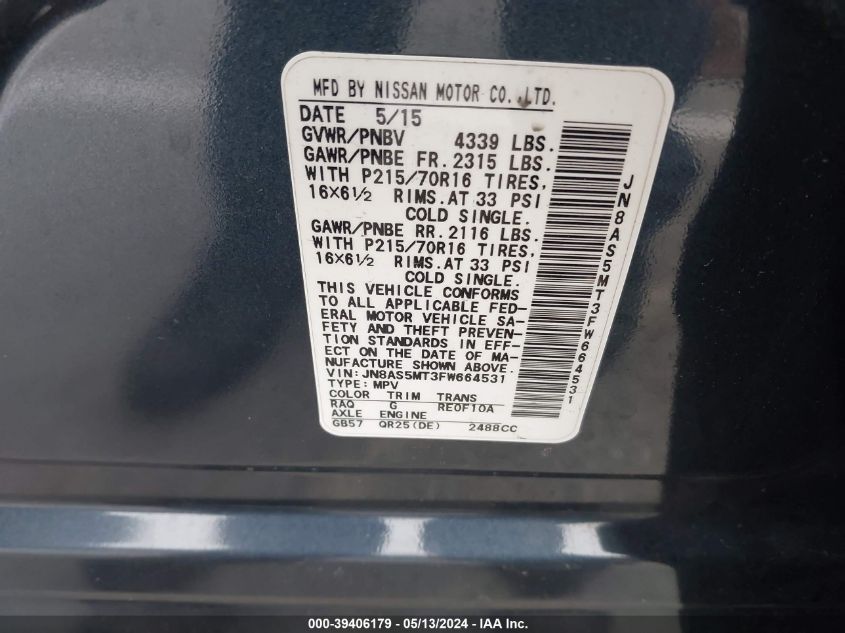 MFD BY NISSAN MOTOR CO.,LTD.
DATE 5/15
GVWR/PNBV 4339 LBS.
GAWR/PNBE FR. 2315 LBS.
WITH P215/70R16 TIRES,
16X6½ RIMS. AT 33 PSI
COLD SINGLE.
GAWR/PNBE RR. 2116 LBS.
WITH P215/70R16 TIRES,
16X6½ RIMS. AT 33 PSI
COLD SINGLE.
THIS VEHICLE CONFORMS
TO ALL APPLICABLE FED-
ERAL MOTOR VEHICLE SA-
FETY AND THEFT PREVEN-
TION STANDARDS IN EFF-
ECT ON THE DATE OF MA-
NUFACTURE SHOWN ABOVE.
VIN: JN8AS5MT3FW664531
TYPE: MPV
COLOR TRIM TRANS
RAQ G RE0F10A
AXLE ENGINE
GB57 QR25(DE) 2488CC
JN8AS5MT3FW664531
000-39406179 — 05/13/2024 — COPYRIGHT IAA, Inc.